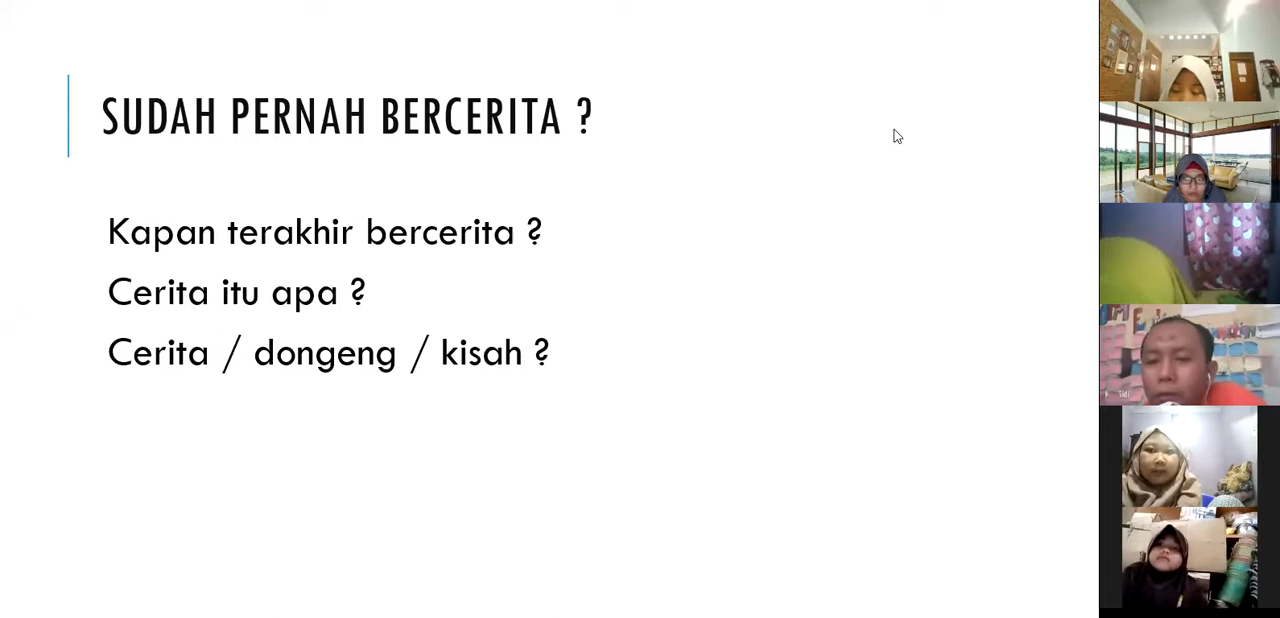 SUDAH PERNAH BERCERITA ?
Kapan terakhir bercerita ?
Cerita itu apa ?
Cerita / dongeng / kisah ?